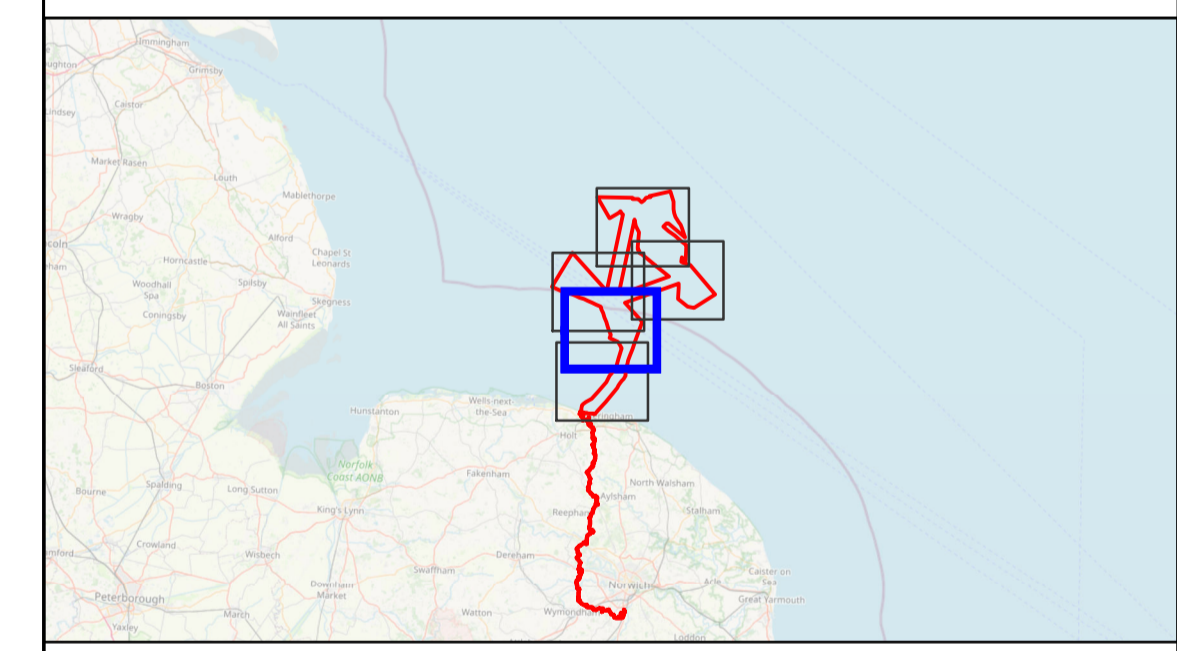 Immingham
Grimsby
Caistor
Market Rasen
Louth
Mablethorpe
Wragby
Alford
Horncastle
Chapel St
Leonards
Woodhall
Spa
Spilsby
Skegness
Coningsby
Wainfleet
All Saints
Sleaford
Boston
Hunstanton
Wells-next-
the-Sea
Holt
Norfolk
Coast AONB
Fakenham
North Walsham
Bourne
Spalding
Long Sutton
Aylsham
King's Lynn
Stalham
Crowland
Wisbech
Dereham
Swaffham
Caister on
Sea
Downham
Market
Norwich
Acle
Peterborough
Great Yarmouth
March
Watton
Wymondham
Yaxley
Loddon